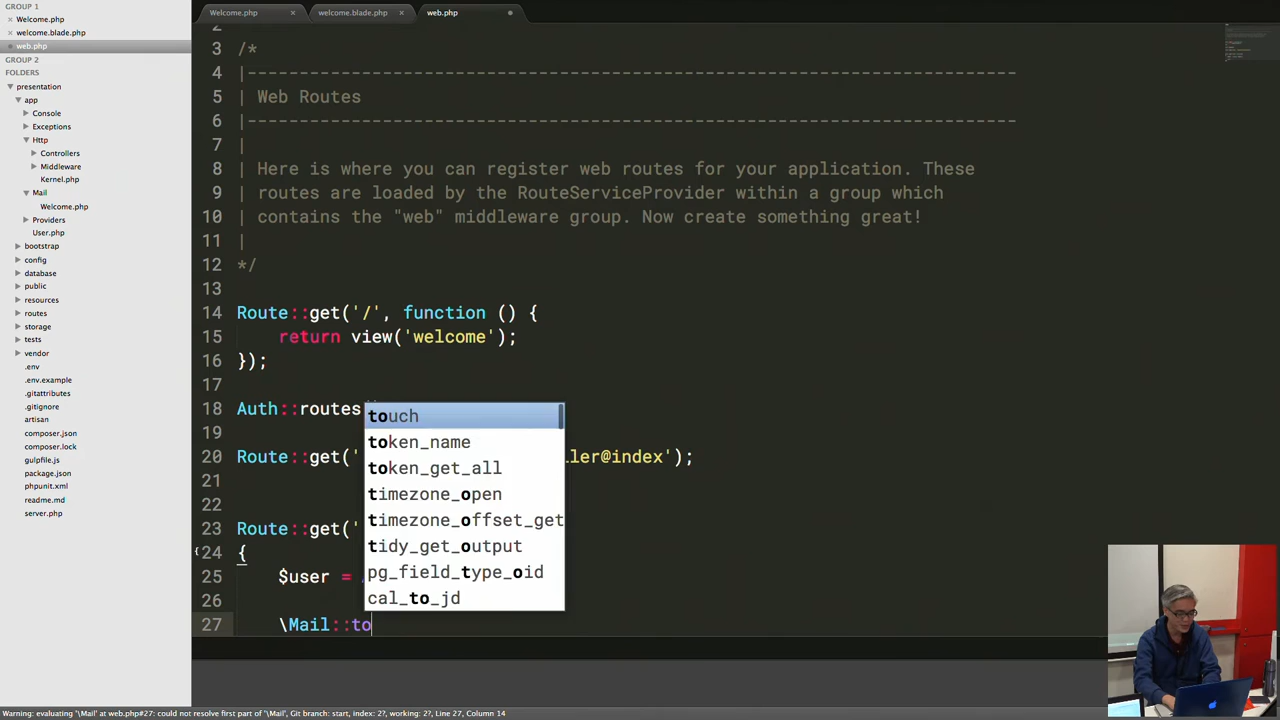 GROUP 1
Welcome.php
welcome.blade.php
web.php
GROUP 2
FOLDERS
presentation
app
Console
Exceptions
Http
Controllers
Middleware
Kernel.php
Mail
Welcome.php
Providers
User.php
bootstrap
config
database
public
resources
routes
storage
tests
vendor
.env
.env.example
.gitattributes
.gitignore
artisan
composer.json
composer.lock
gulpfile.js
package.json
phpunit.xml
readme.md
server.php
Welcome.php welcome.blade.php web.php
2
3 /*
4 |--------------------------------------------------------------------------
5 | Web Routes
6 |--------------------------------------------------------------------------
7 |
8 | Here is where you can register web routes for your application. These
9 | routes are loaded by the RouteServiceProvider within a group which
10 | contains the "web" middleware group. Now create something great!
11 |
12 */
13
14 Route::get('/', function () {
15 return view('welcome');
16 });
17
18 Auth::routes
19
20 Route::get(' ler@index');
21
22
23 Route::get('
24 {
25 $user =
26
27 \Mail::to
touch
token_name
token_get_all
timezone_open
timezone_offset_get
tidy_get_output
pg_field_type_oid
cal_to_jd
Warning: evaluating '\Mail' at web.php#27: could not resolve first part of '\Mail', Git branch: start, index: 2?, working: 2?, Line 27, Column 14